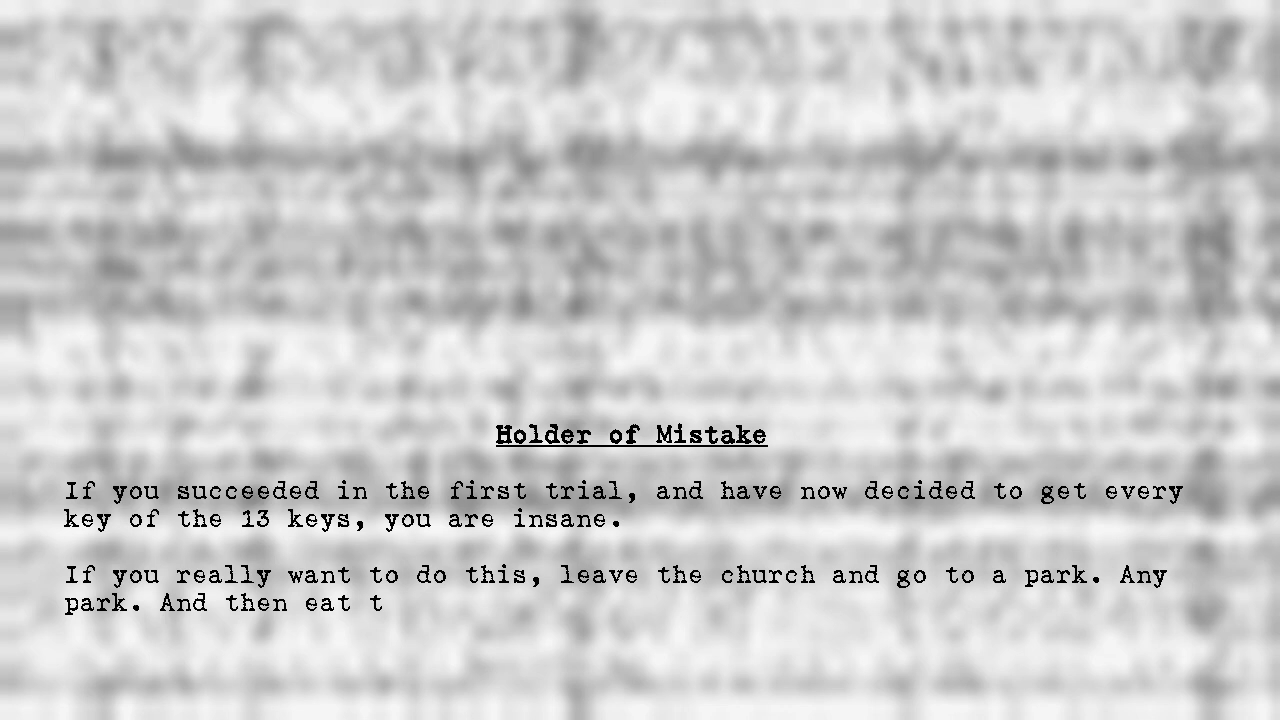 Holder of Mistake
If you succeeded in the first trial, and have now decided to get every
key of the 13 keys, you are insane.
If you really want to do this, leave the church and go to a park. Any
park. And then eat t